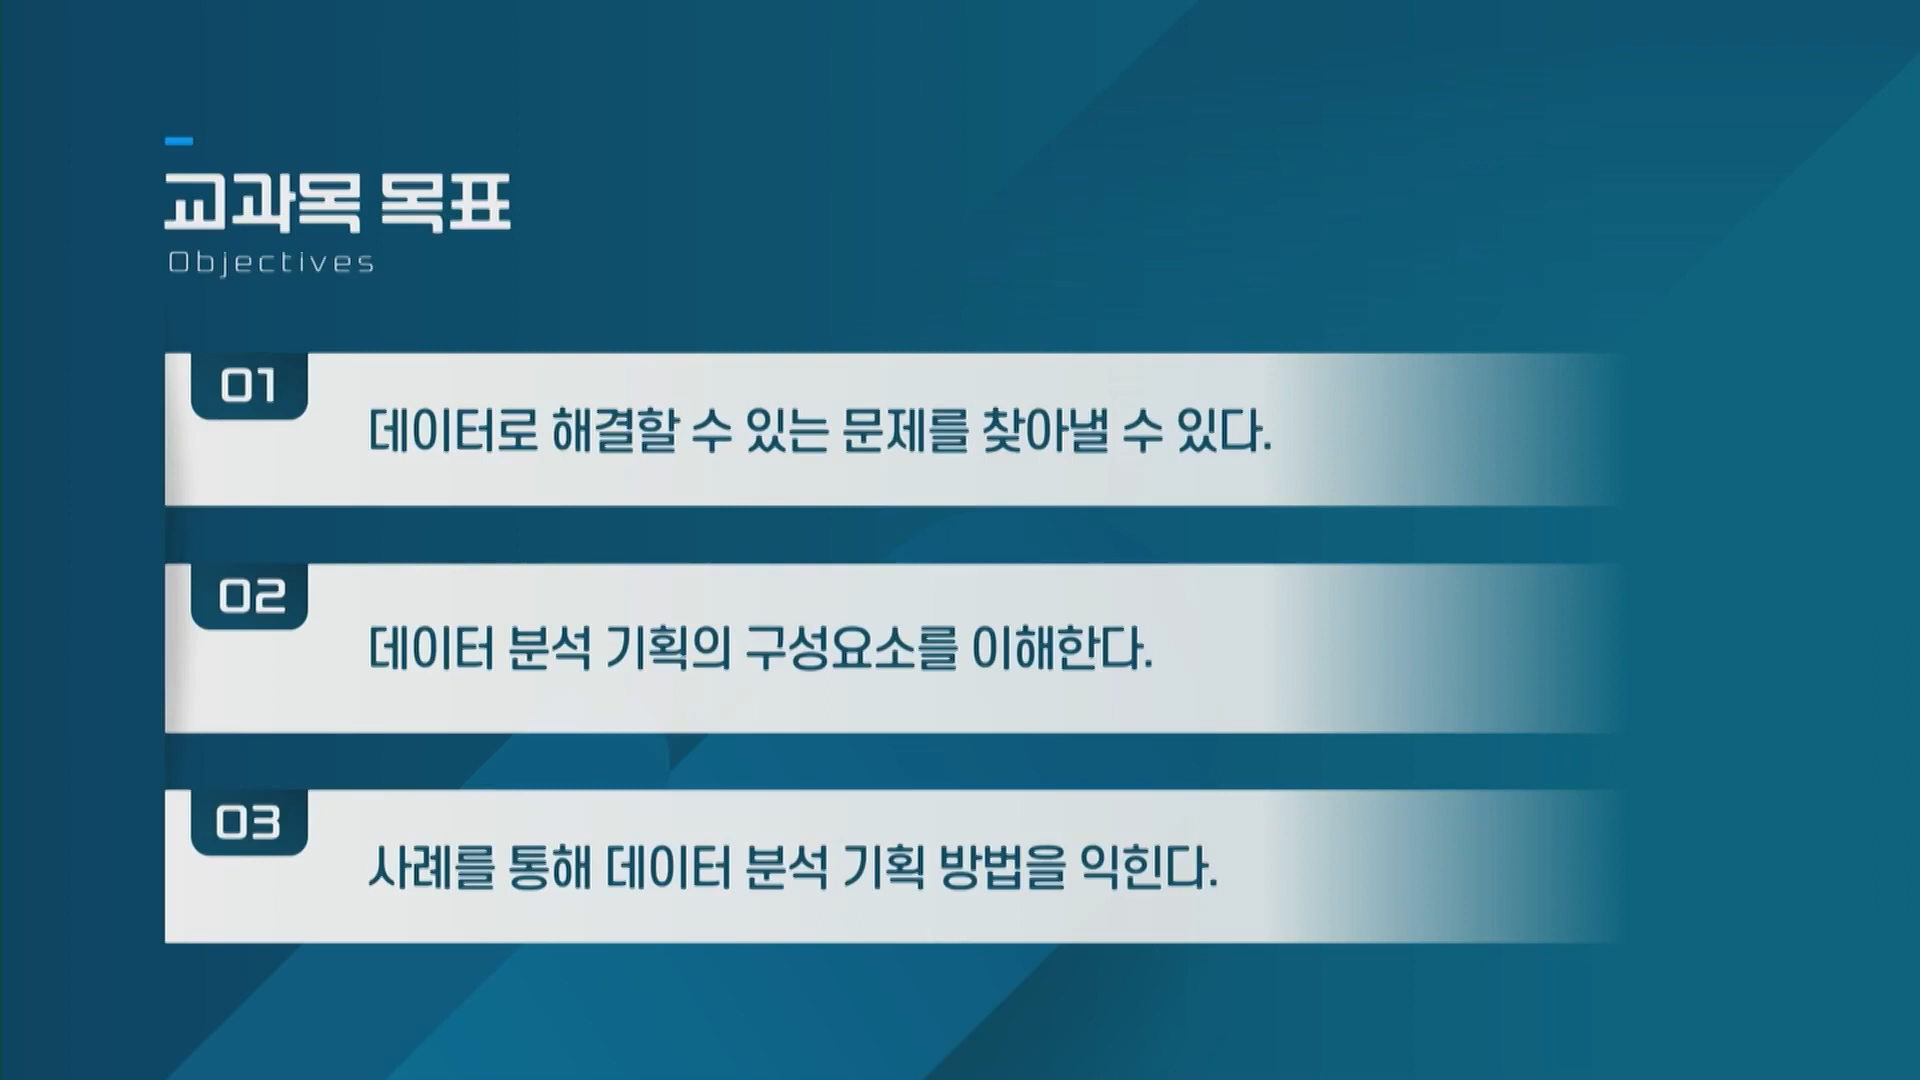 교과목 목표
Objectives
01
데이터로 해결할 수 있는 문제를 찾아낼 수 있다.
02
데이터 분석 기획의 구성요소를 이해한다.
03
사례를 통해 데이터 분석 기획 방법을 익힌다.